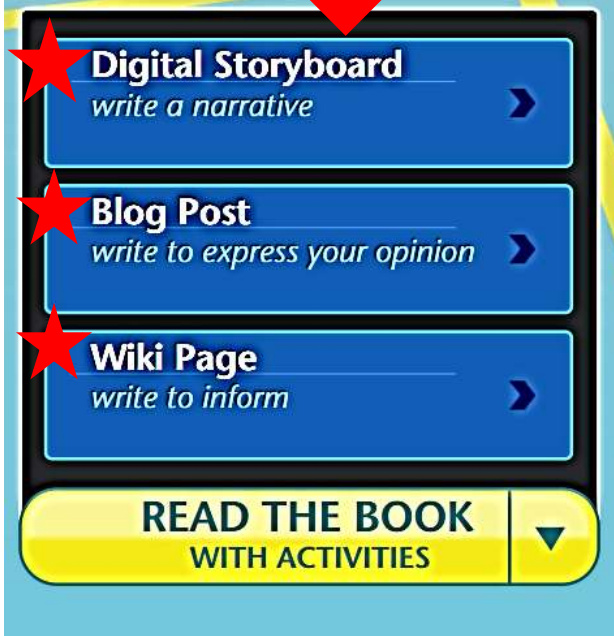 Digital Storyboard
write a narrative
Blog Post
write to express your opinion
Wiki Page
write to inform
READ THE BOOK
WITH ACTIVITIES